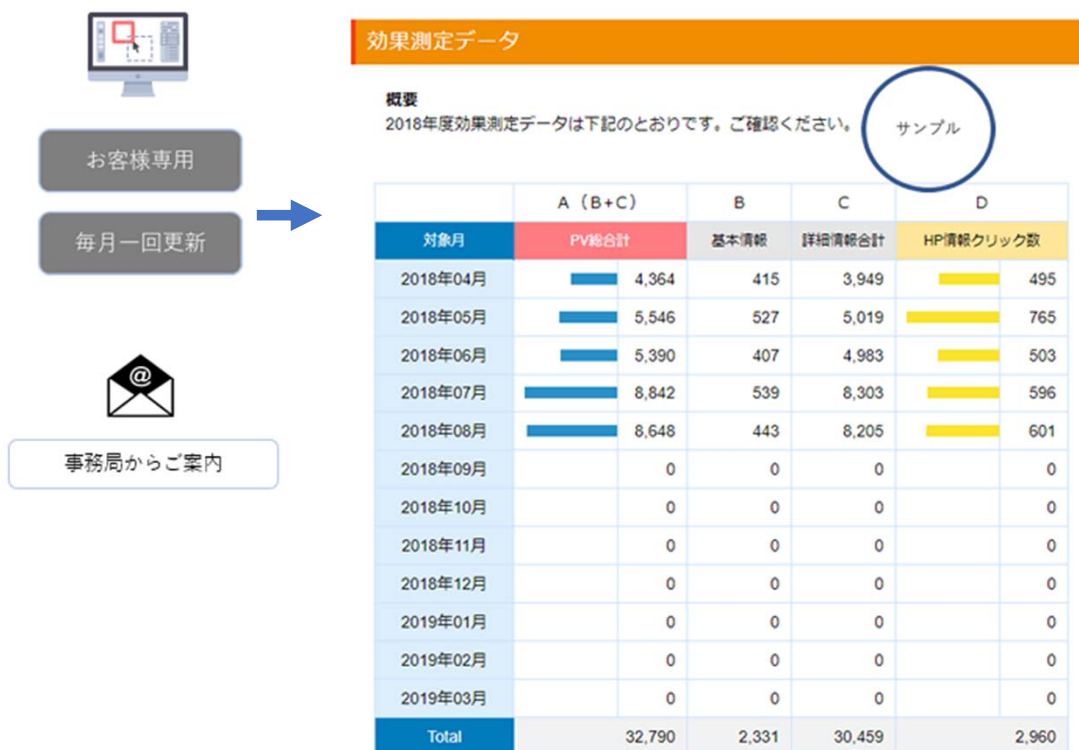 お客様専用
毎月一回更新
@
事務局からご案内
効果測定データ
概要
2018年度効果測定データは下記のとおりです。ご確認ください。
サンプル
A（B+C） B C D
対象月 PV総合計 基本情報 詳細情報合計 HP情報クリック数
2018年04月 4,364 415 3,949 495
2018年05月 5,546 527 5,019 765
2018年06月 5,390 407 4,983 503
2018年07月 8,842 539 8,303 596
2018年08月 8,648 443 8,205 601
2018年09月 0 0 0 0
2018年10月 0 0 0 0
2018年11月 0 0 0 0
2018年12月 0 0 0 0
2019年01月 0 0 0 0
2019年02月 0 0 0 0
2019年03月 0 0 0 0
Total 32,790 2,331 30,459 2,960